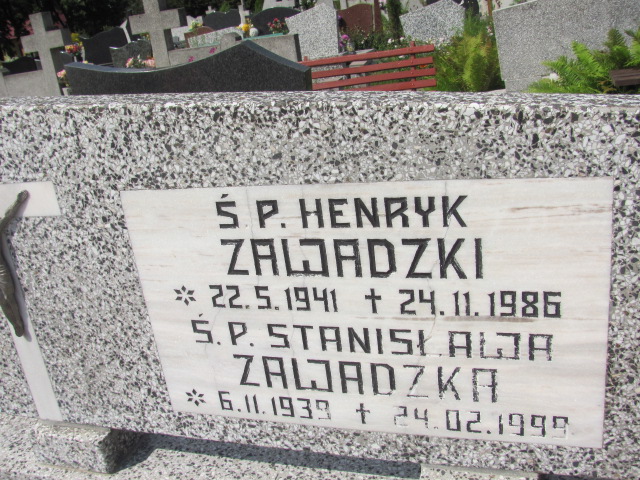 Ś.P. HENRYK
ZAWADZKI
* 22.5.1941 † 24.11.1986
Ś.P. STANISŁAWA
ZAWADZKA
* 6.11.1939 † 24.02.1999